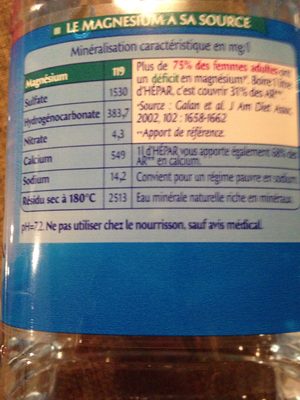 LE MAGNÉSIUM A SA SOURCE
Minéralisation caractéristique en mg/l
Magnésium 119
Sulfate 1530
Hydrogénocarbonate 383,7
Nitrate 4,3
Calcium 549
Sodium 14,2
Résidu sec à 180°C 2513
Plus de 75% des femmes adultes ont
un déficit en magnésium*. Boire 1 litre
d'HÉPAR, c'est couvrir 31% des AR**
*Source : Galan et al. J Am Diet Assoc
2002, 102 : 1658-1662
**Apport de référence.
1l d'HÉPAR vous apporte également 68% des
AR** en calcium.
Convient pour un régime pauvre en sodium
Eau minérale naturelle riche en minéraux
pH=7.2 Ne pas utiliser chez le nourrisson, sauf avis médical.